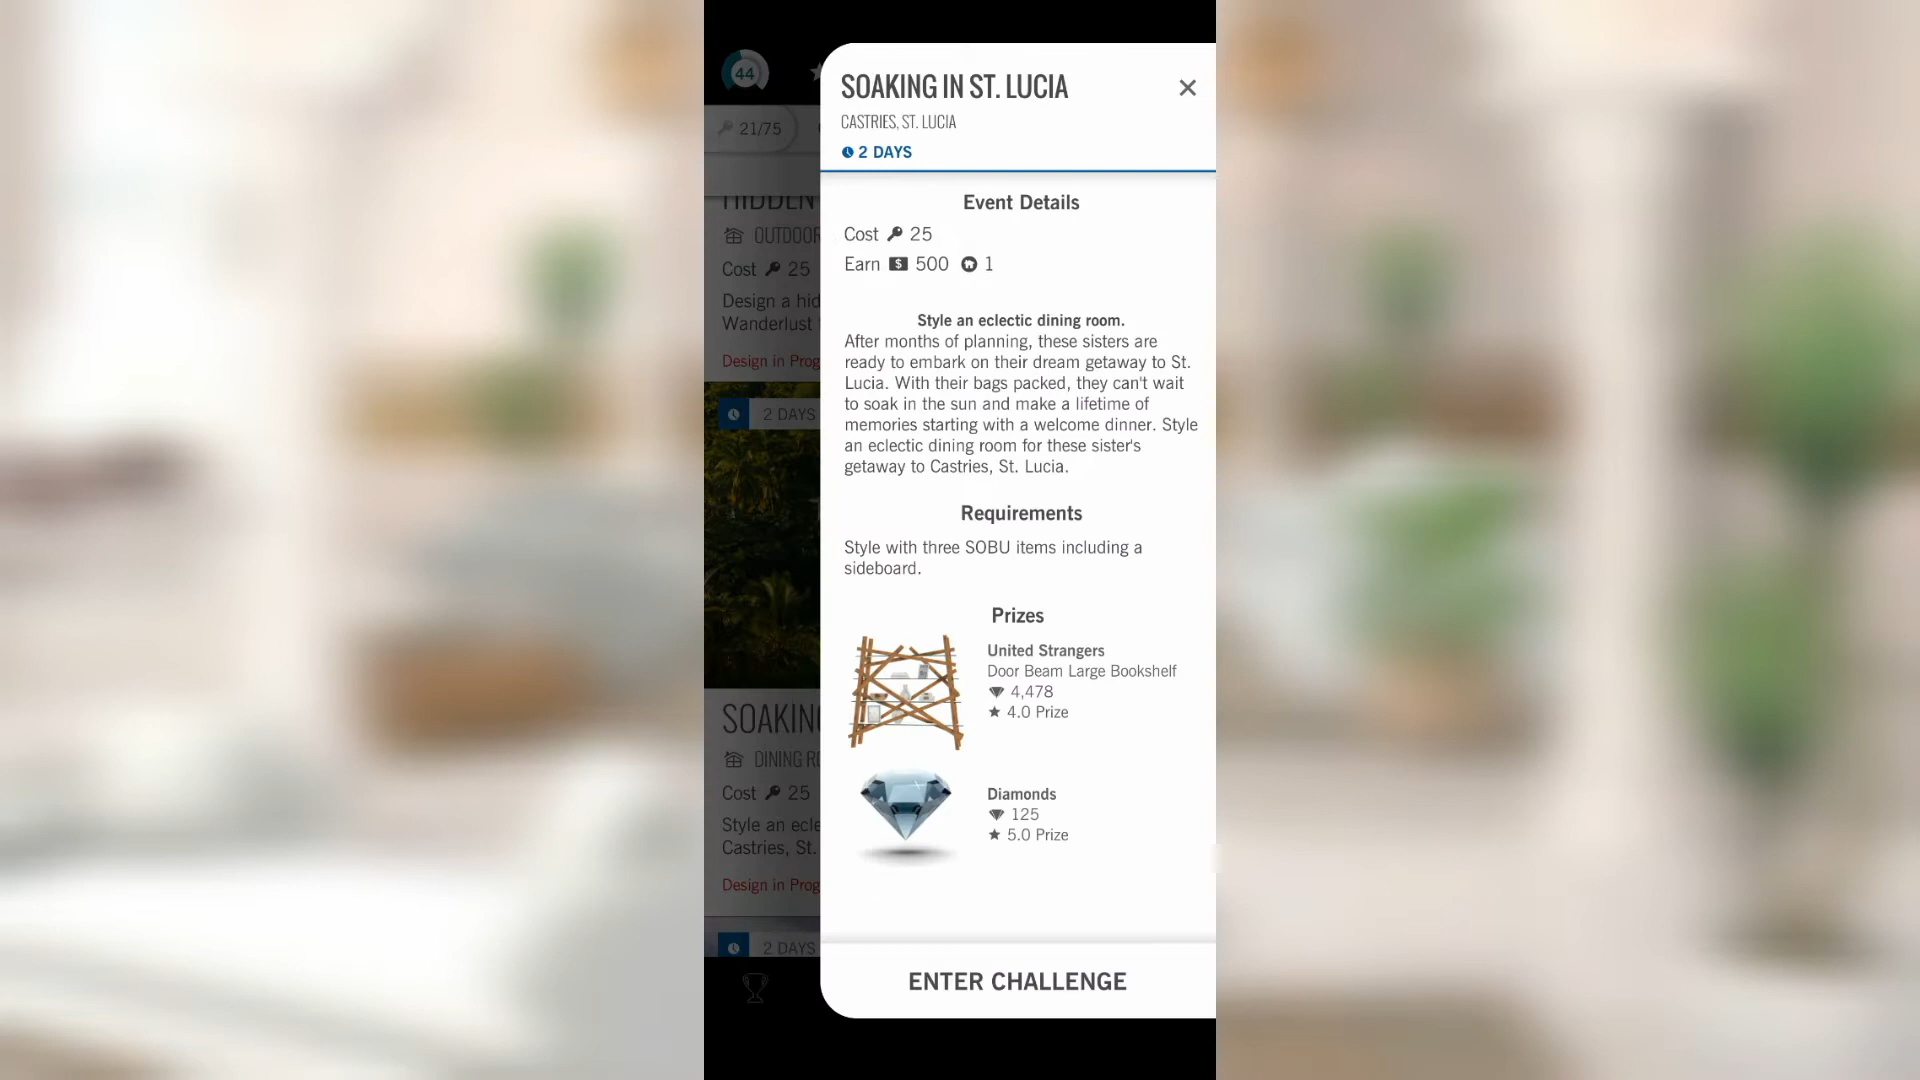 44
21/75
HIDDEN
OUTDOOR
Cost 25
Design a hid
Wanderlust
Design in Prog
2 DAYS
SOAKING
DINING RO
Cost 25
Style an ecle
Castries, St.
Design in Prog
2 DAYS
SOAKING IN ST. LUCIA
CASTRIES, ST. LUCIA
2 DAYS
Event Details
Cost 25
Earn $ 500 1
Style an eclectic dining room.
After months of planning, these sisters are
ready to embark on their dream getaway to St.
Lucia. With their bags packed, they can't wait
to soak in the sun and make a lifetime of
memories starting with a welcome dinner. Style
an eclectic dining room for these sister's
getaway to Castries, St. Lucia.
Requirements
Style with three SOBU items including a
sideboard.
Prizes
United Strangers
Door Beam Large Bookshelf
4,478
4.0 Prize
Diamonds
125
5.0 Prize
ENTER CHALLENGE